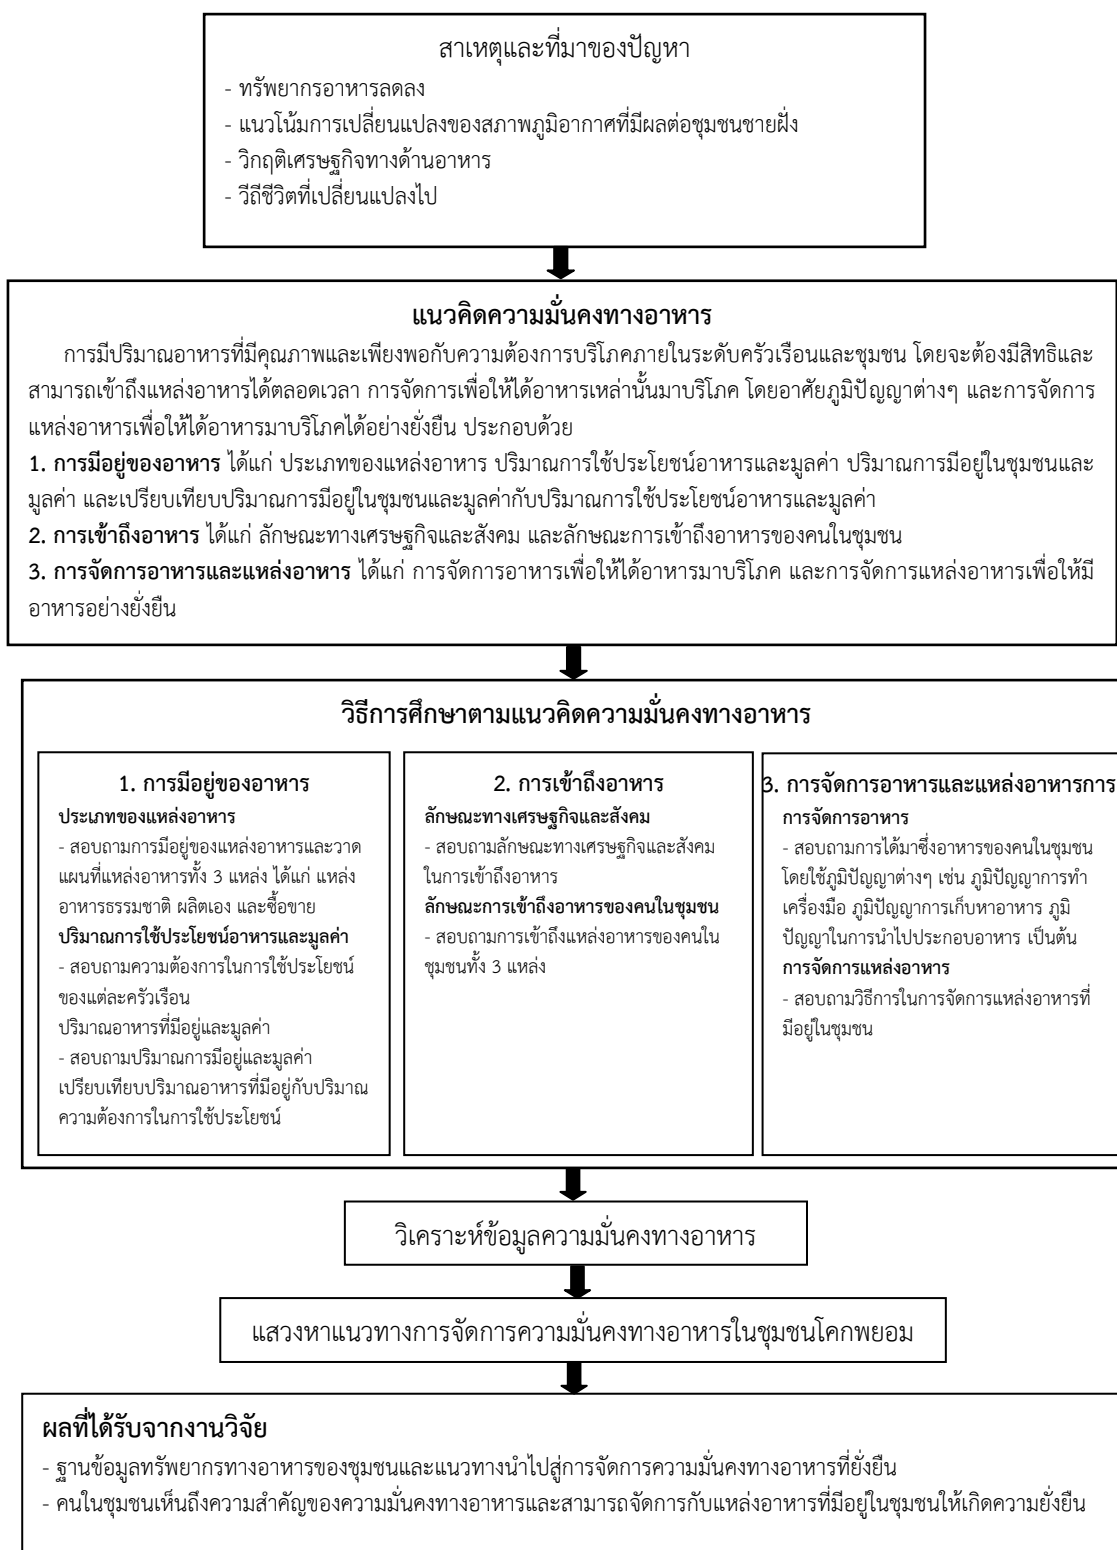 สาเหตุและที่มาของปัญหา
- ทรัพยากรอาหารลดลง
- แนวโน้มการเปลี่ยนแปลงของสภาพภูมิอากาศที่มีผลต่อชุมชนชายฝั่ง
- วิกฤติเศรษฐกิจทางด้านอาหาร
- วีถีชีวิตที่เปลี่ยนแปลงไป
แนวคิดความมั่นคงทางอาหาร
การมีปริมาณอาหารที่มีคุณภาพและเพียงพอกับความต้องการบริโภคภายในระดับครัวเรือนและชุมชน โดยจะต้องมีสิทธิและ
สามารถเข้าถึงแหล่งอาหารได้ตลอดเวลา การจัดการเพื่อให้ได้อาหารเหล่านั้นมาบริโภค โดยอาศัยภูมิปัญญาต่างๆ และการจัดการ
แหล่งอาหารเพื่อให้ได้อาหารมาบริโภคได้อย่างยั่งยืน ประกอบด้วย
1. การมีอยู่ของอาหาร ได้แก่ ประเภทของแหล่งอาหาร ปริมาณการใช้ประโยชน์อาหารและมูลค่า ปริมาณการมีอยู่ในชุมชนและ
มูลค่า และเปรียบเทียบปริมาณการมีอยู่ในชุมชนและมูลค่ากับปริมาณการใช้ประโยชน์อาหารและมูลค่า
2. การเข้าถึงอาหาร ได้แก่ ลักษณะทางเศรษฐกิจและสังคม และลักษณะการเข้าถึงอาหารของคนในชุมชน
3. การจัดการอาหารและแหล่งอาหาร ได้แก่ การจัดการอาหารเพื่อให้ได้อาหารมาบริโภค และการจัดการแหล่งอาหารเพื่อให้มี
อาหารอย่างยั่งยืน
วิธีการศึกษาตามแนวคิดความมั่นคงทางอาหาร
1. การมีอยู่ของอาหาร
ประเภทของแหล่งอาหาร
- สอบถามการมีอยู่ของแหล่งอาหารและวาด
แผนที่แหล่งอาหารทั้ง 3 แหล่ง ได้แก่ แหล่ง
อาหารธรรมชาติ ผลิตเอง และซื้อขาย
ปริมาณการใช้ประโยชน์อาหารและมูลค่า
- สอบถามความต้องการในการใช้ประโยชน์
ของแต่ละครัวเรือน
ปริมาณอาหารที่มีอยู่และมูลค่า
- สอบถามปริมาณการมีอยู่และมูลค่า
เปรียบเทียบปริมาณอาหารที่มีอยู่กับปริมาณ
ความต้องการในการใช้ประโยชน์
2. การเข้าถึงอาหาร
ลักษณะทางเศรษฐกิจและสังคม
- สอบถามลักษณะทางเศรษฐกิจและสังคม
ในการเข้าถึงอาหาร
ลักษณะการเข้าถึงอาหารของคนในชุมชน
- สอบถามการเข้าถึงแหล่งอาหารของคนใน
ชุมชนทั้ง 3 แหล่ง
3. การจัดการอาหารและแหล่งอาหารการ
การจัดการอาหาร
- สอบถามการได้มาซึ่งอาหารของคนในชุมชน
โดยใช้ภูมิปัญญาต่างๆ เช่น ภูมิปัญญาการทำ
เครื่องมือ ภูมิปัญญาการเก็บหาอาหาร ภูมิ
ปัญญาในการนำไปประกอบอาหาร เป็นต้น
การจัดการแหล่งอาหาร
- สอบถามวิธีการในการจัดการแหล่งอาหารที่
มีอยู่ในชุมชน
วิเคราะห์ข้อมูลความมั่นคงทางอาหาร
แสวงหาแนวทางการจัดการความมั่นคงทางอาหารในชุมชนโคกพยอม
ผลที่ได้รับจากงานวิจัย
- ฐานข้อมูลทรัพยากรทางอาหารของชุมชนและแนวทางนำไปสู่การจัดการความมั่นคงทางอาหารที่ยั่งยืน
- คนในชุมชนเห็นถึงความสำคัญของความมั่นคงทางอาหารและสามารถจัดการกับแหล่งอาหารที่มีอยู่ในชุมชนให้เกิดความยั่งยืน